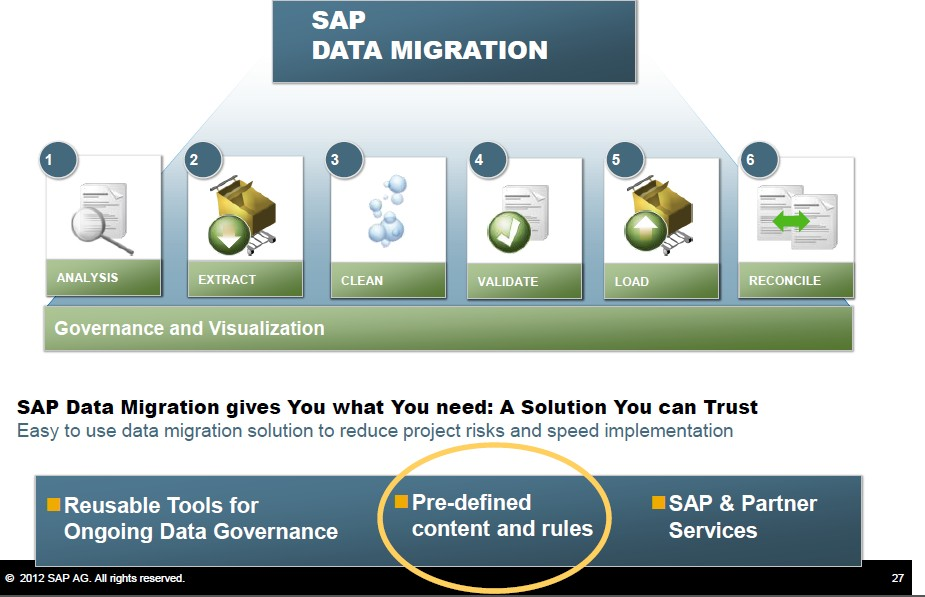 SAP
DATA MIGRATION
1
2
3
4
5
6
ANALYSIS
EXTRACT
CLEAN
VALIDATE
LOAD
RECONCILE
Governance and Visualization
SAP Data Migration gives You what You need: A Solution You can Trust
Easy to use data migration solution to reduce project risks and speed implementation
Reusable Tools for
Ongoing Data Governance
Pre-defined
content and rules
SAP & Partner
Services
© 2012 SAP AG. All rights reserved.
27